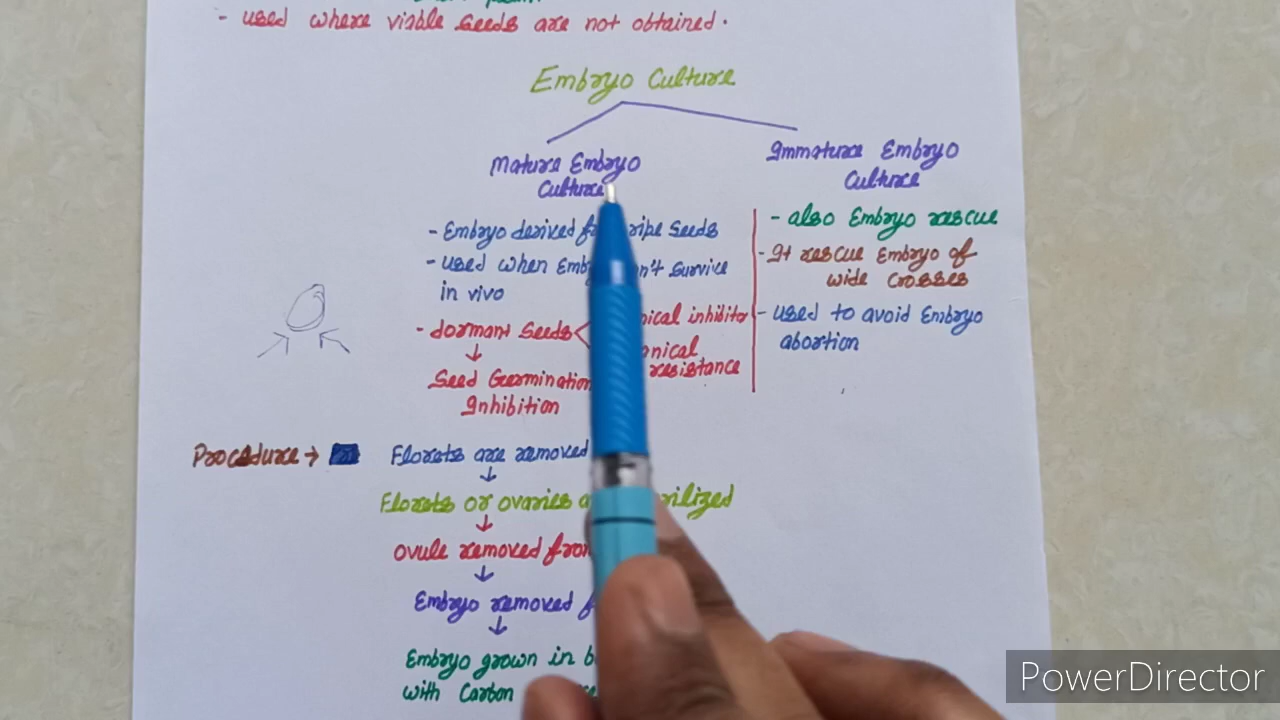 - used where viable seeds are not obtained.
Embryo Culture
Mature Embryo
Culture
Immature Embryo
Culture
- Embryo derived ripe seeds
- used when survive
in vivo
- dormant seeds
inhibitor
resistance
↓
Seed Germination
Inhibition
- also Embryo rescue
- It rescue Embryo of
wide crosses
- used to avoid Embryo
abortion
Procedure → Florets are removed
↓
Florets or ovaries
↓
Ovule removed
↓
Embryo removed
↓
Embryo grown in
with Carbon
PowerDirector